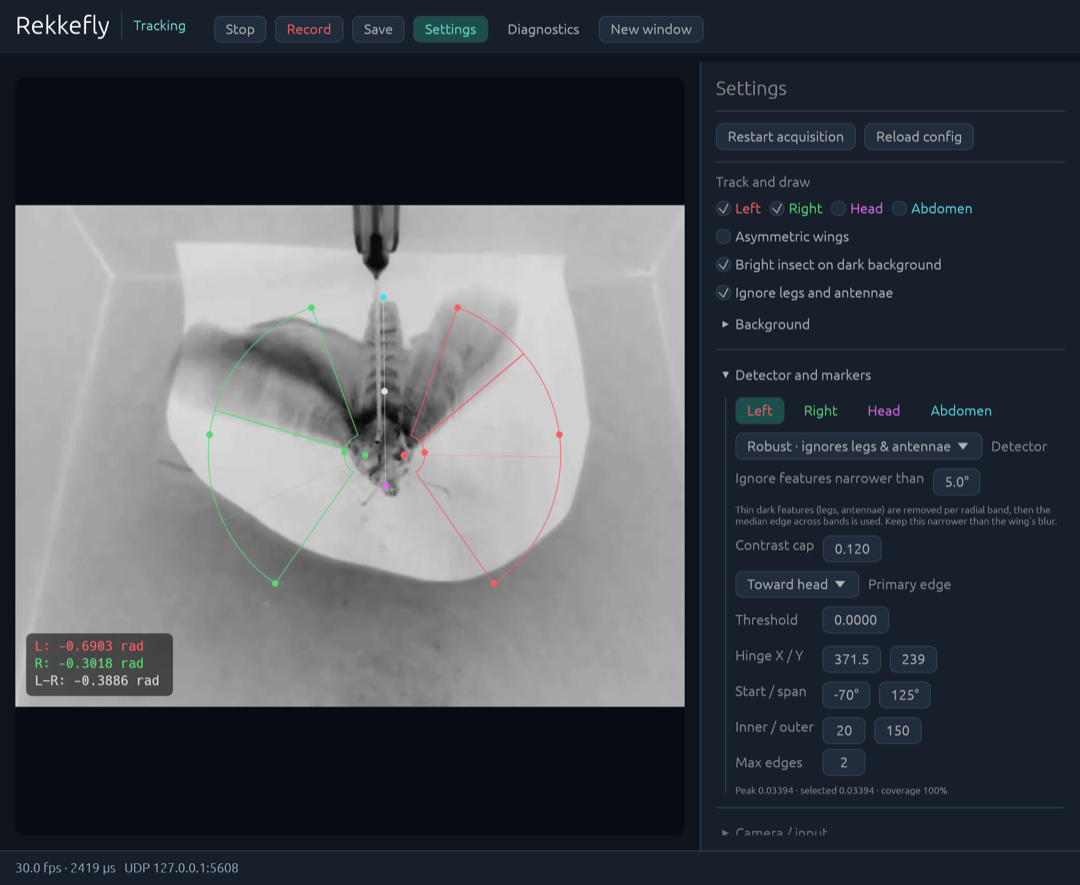 Rekkefly Tracking Stop Record Save Settings Diagnostics New window
Settings
Restart acquisition Reload config
Track and draw
Left Right Head Abdomen
Asymmetric wings
Bright insect on dark background
Ignore legs and antennae
Background
Detector and markers
Left Right Head Abdomen
Robust · ignores legs & antennae Detector
Ignore features narrower than 5.0°
Thin dark features (legs, antennae) are removed per radial band, then the
median edge across bands is used. Keep this narrower than the wing's blur.
Contrast cap 0.120
Toward head Primary edge
Threshold 0.0000
Hinge X / Y 371.5 239
Start / span -70° 125°
Inner / outer 20 150
Max edges 2
Peak 0.03394 · selected 0.03394 · coverage 100%
Camera / input
L: -0.6903 rad
R: -0.3018 rad
L-R: -0.3886 rad
30.0 fps · 2419 µs UDP 127.0.0.1:5608